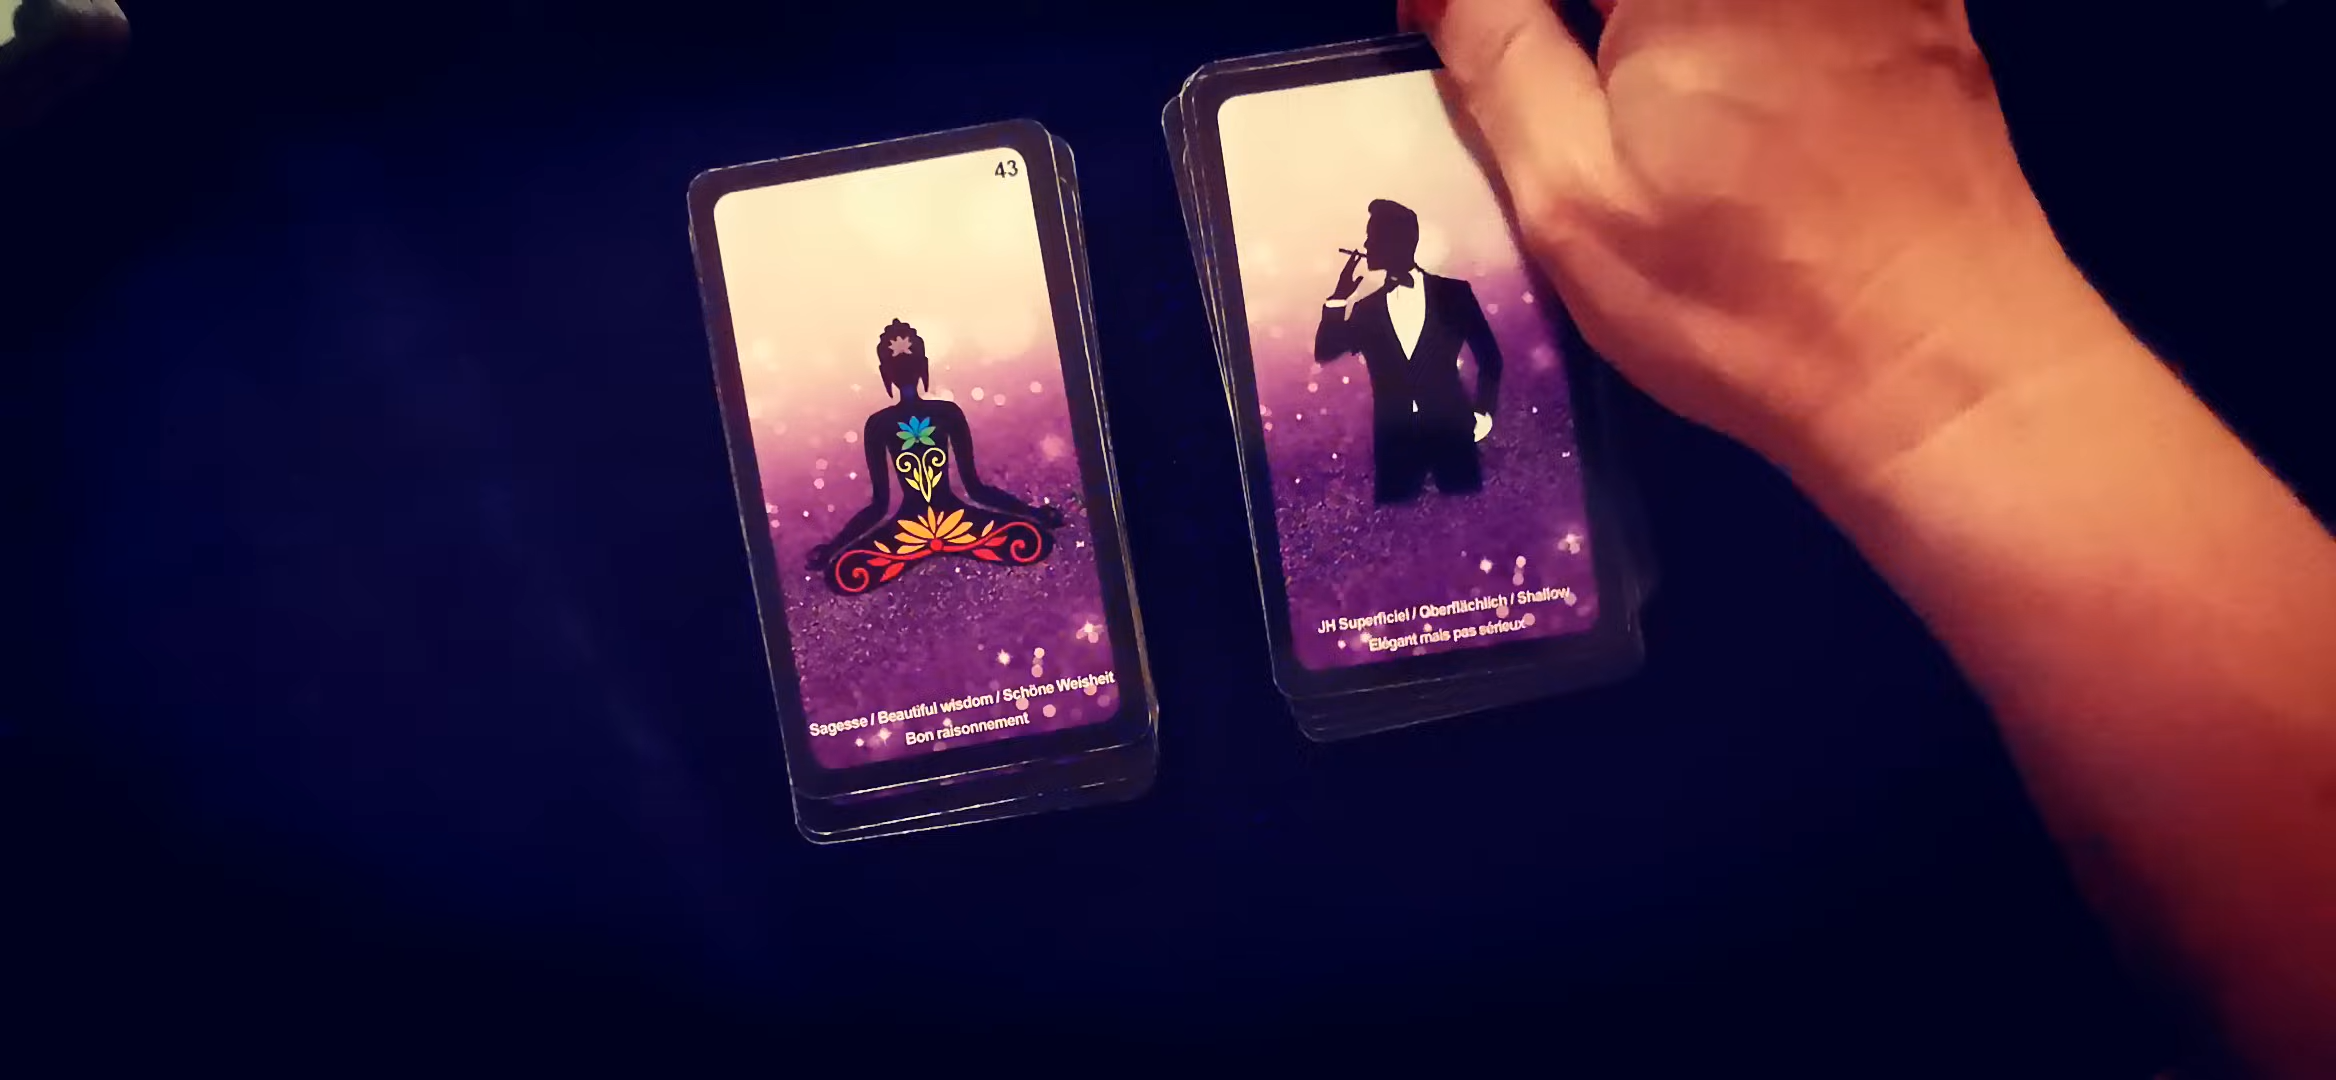 43
Sagesse / Beautiful wisdom / Schöne Weisheit
Bon raisonnement
JH Superficiel / Oberflächlich / Shallow
Elégant mais pas sérieux